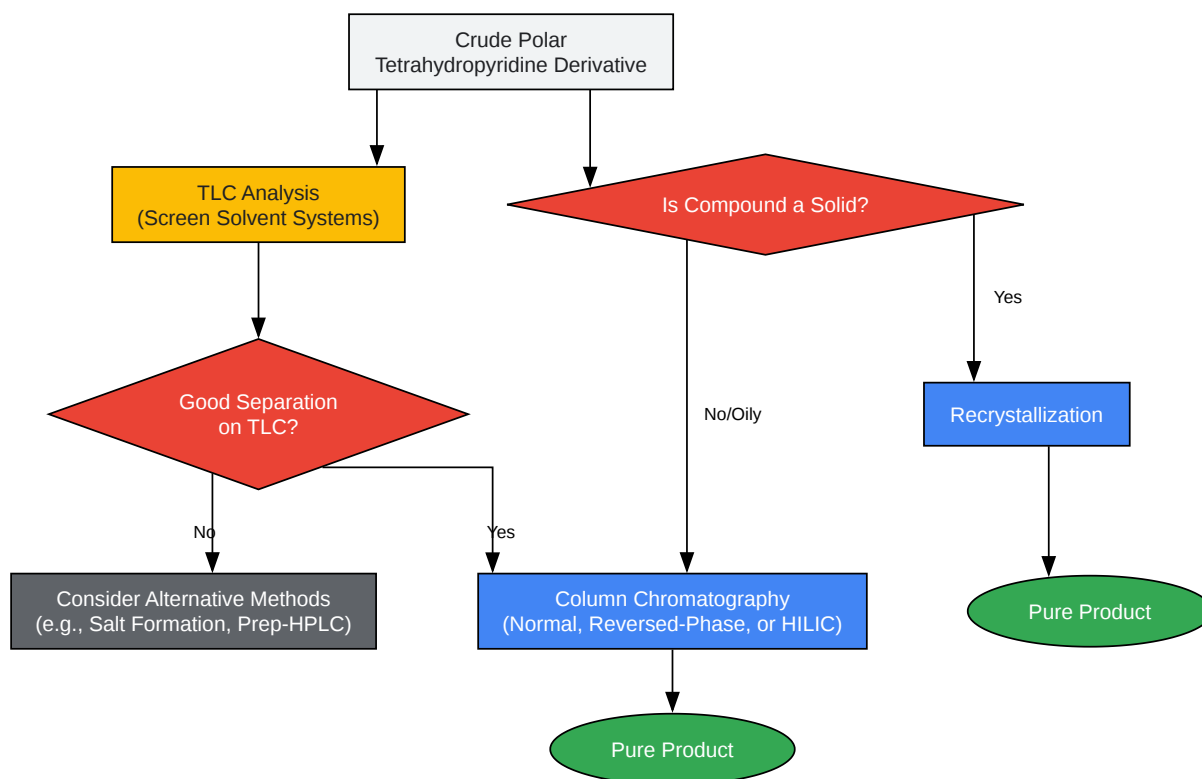 Crude Polar
Tetrahydropyridine Derivative
TLC Analysis
(Screen Solvent Systems)
Is Compound a Solid?
Yes
Good Separation
on TLC?
No/Oily
Recrystallization
No
Yes
Consider Alternative Methods
(e.g., Salt Formation, Prep-HPLC)
Column Chromatography
(Normal, Reversed-Phase, or HILIC)
Pure Product
Pure Product